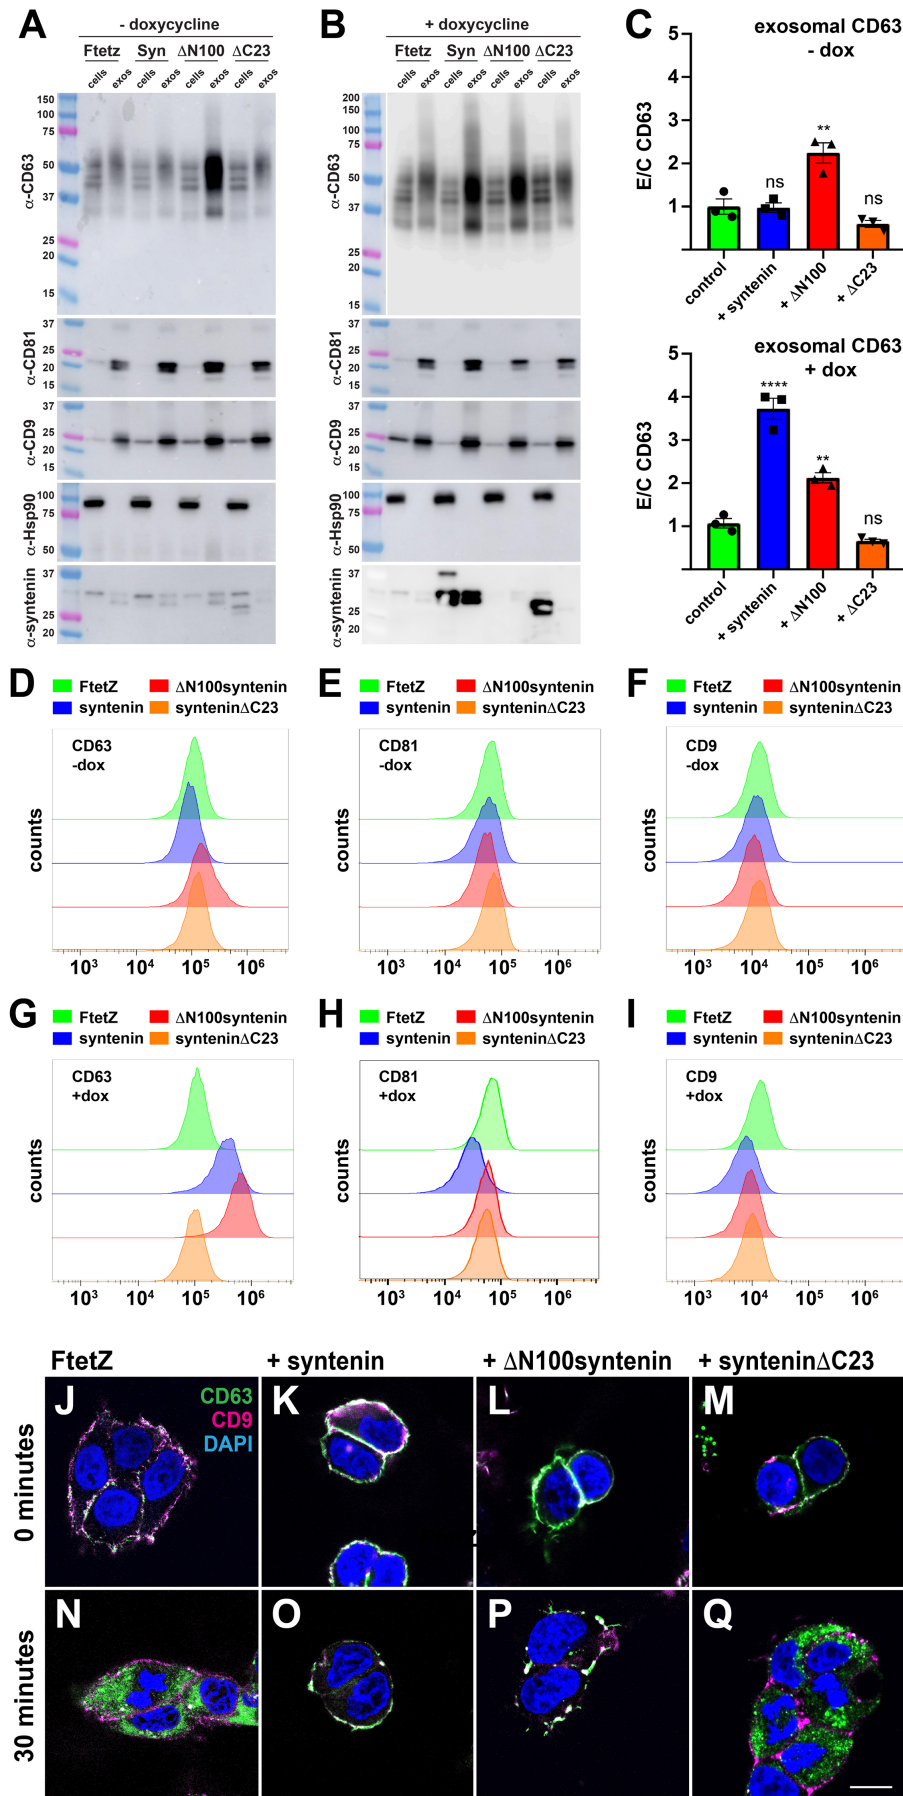 A
- doxycycline
Ftetz Syn ΔN100 ΔC23
cells exos cells exos cells exos cells exos
α-CD63
150
100
75
50
37
25
20
15
α-CD81
37
25
20
15
α-CD9
37
25
20
15
α-Hsp90
100
75
50
α-syntenin
37
25
20
B
+ doxycycline
Ftetz Syn ΔN100 ΔC23
cells exos cells exos cells exos cells exos
α-CD63
200
150
100
75
50
37
25
20
15
α-CD81
37
25
20
15
α-CD9
37
25
20
15
α-Hsp90
100
75
50
α-syntenin
37
25
20
C
exosomal CD63
- dox
E/C CD63
5
4
3
2
1
ns
**
ns
control
+ syntenin
+ ΔN100
+ ΔC23
exosomal CD63
+ dox
E/C CD63
5
4
3
2
1
****
**
ns
control
+ syntenin
+ ΔN100
+ ΔC23
D
FtetZ ΔN100syntenin
syntenin synteninΔC23
CD63
-dox
counts
10³ 10⁴ 10⁵ 10⁶
E
FtetZ ΔN100syntenin
syntenin synteninΔC23
CD81
-dox
counts
10³ 10⁴ 10⁵ 10⁶
F
FtetZ ΔN100syntenin
syntenin synteninΔC23
CD9
-dox
counts
10³ 10⁴ 10⁵ 10⁶
G
FtetZ ΔN100syntenin
syntenin synteninΔC23
CD63
+dox
counts
10³ 10⁴ 10⁵ 10⁶
H
FtetZ ΔN100syntenin
syntenin synteninΔC23
CD81
+dox
counts
10³ 10⁴ 10⁵ 10⁶
I
FtetZ ΔN100syntenin
syntenin synteninΔC23
CD9
+dox
counts
10³ 10⁴ 10⁵ 10⁶
FtetZ + syntenin + ΔN100syntenin + synteninΔC23
0 minutes
J
CD63
CD9
DAPI
K
L
M
30 minutes
N
O
P
Q